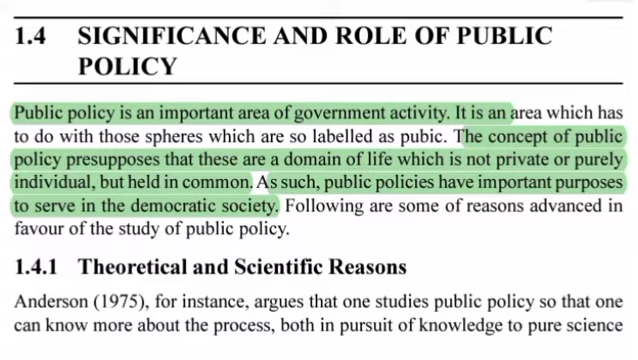 1.4 SIGNIFICANCE AND ROLE OF PUBLIC
POLICY
Public policy is an important area of government activity. It is an area which has
to do with those spheres which are so labelled as pubic. The concept of public
policy presupposes that these are a domain of life which is not private or purely
individual, but held in common. As such, public policies have important purposes
to serve in the democratic society. Following are some of reasons advanced in
favour of the study of public policy.
1.4.1 Theoretical and Scientific Reasons
Anderson (1975), for instance, argues that one studies public policy so that one
can know more about the process, both in pursuit of knowledge to pure science